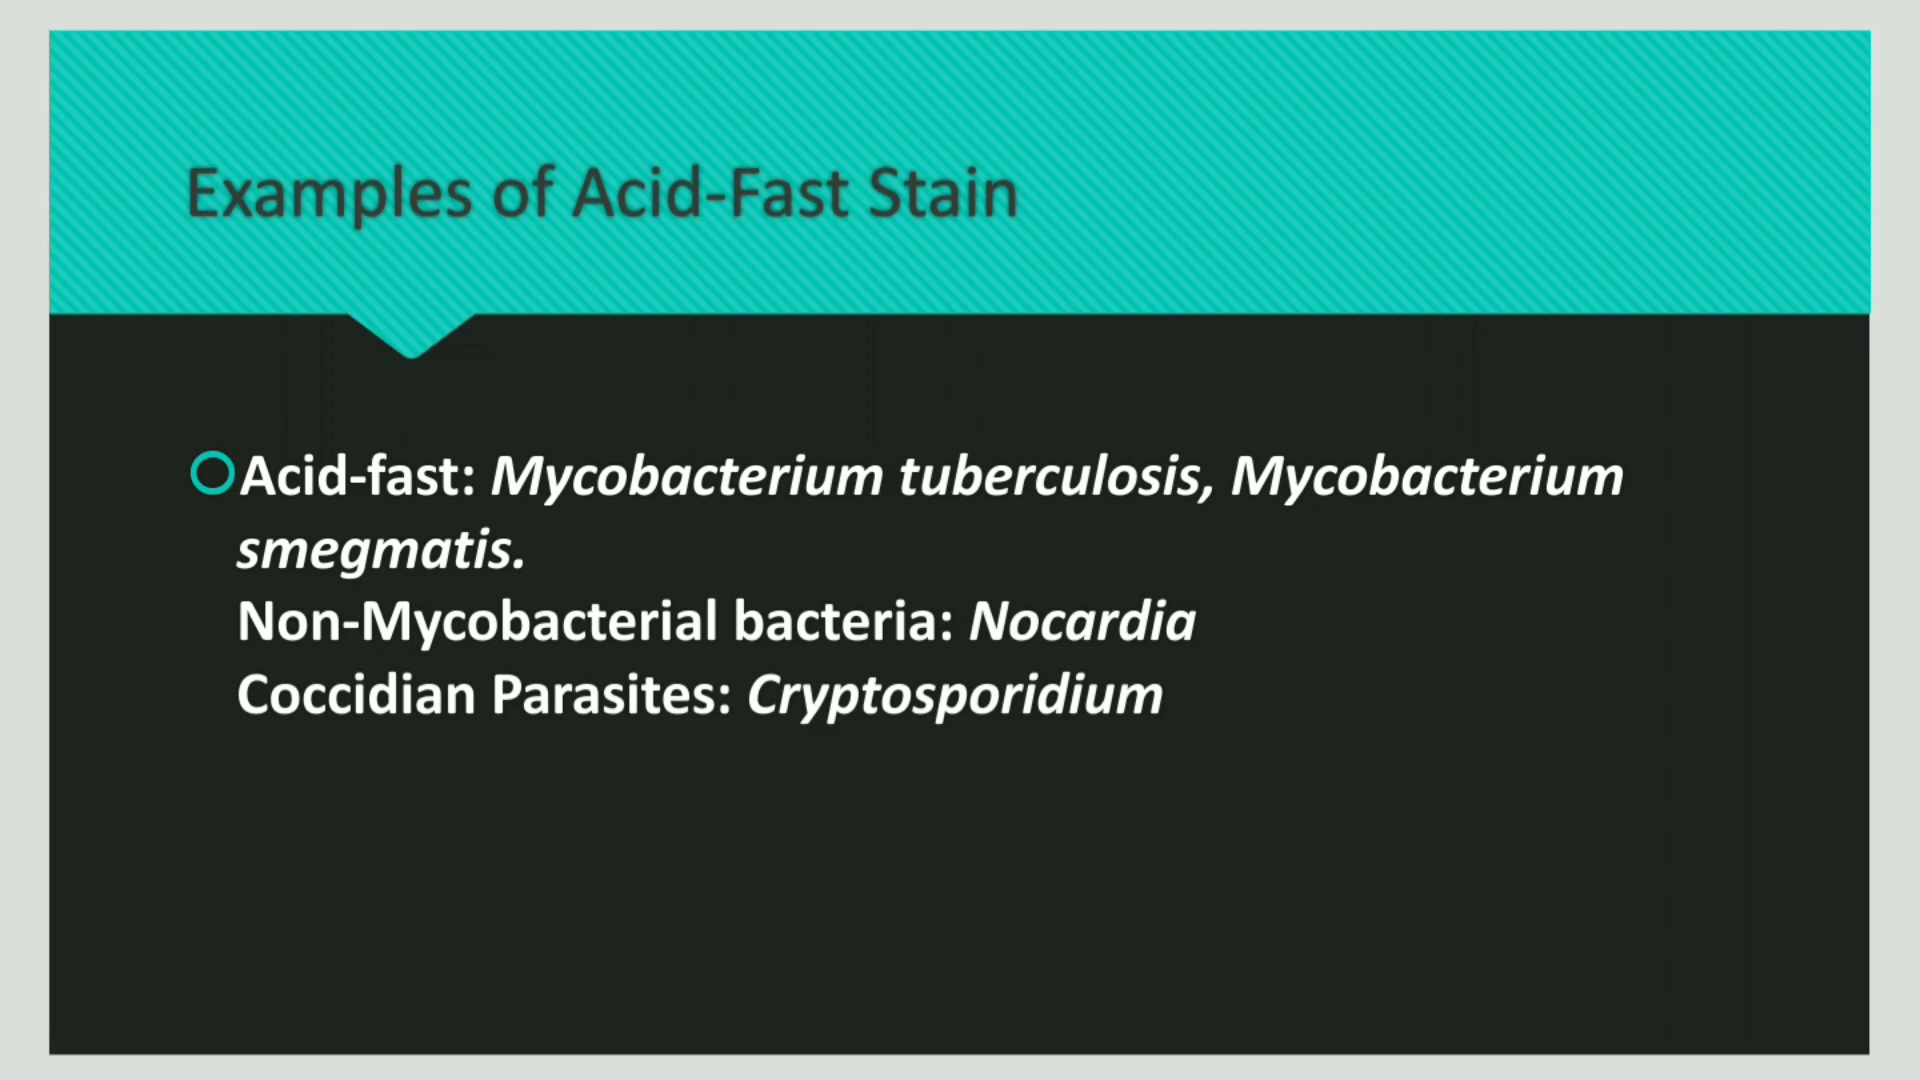 Examples of Acid-Fast Stain
Acid-fast: Mycobacterium tuberculosis, Mycobacterium
smegmatis.
Non-Mycobacterial bacteria: Nocardia
Coccidian Parasites: Cryptosporidium